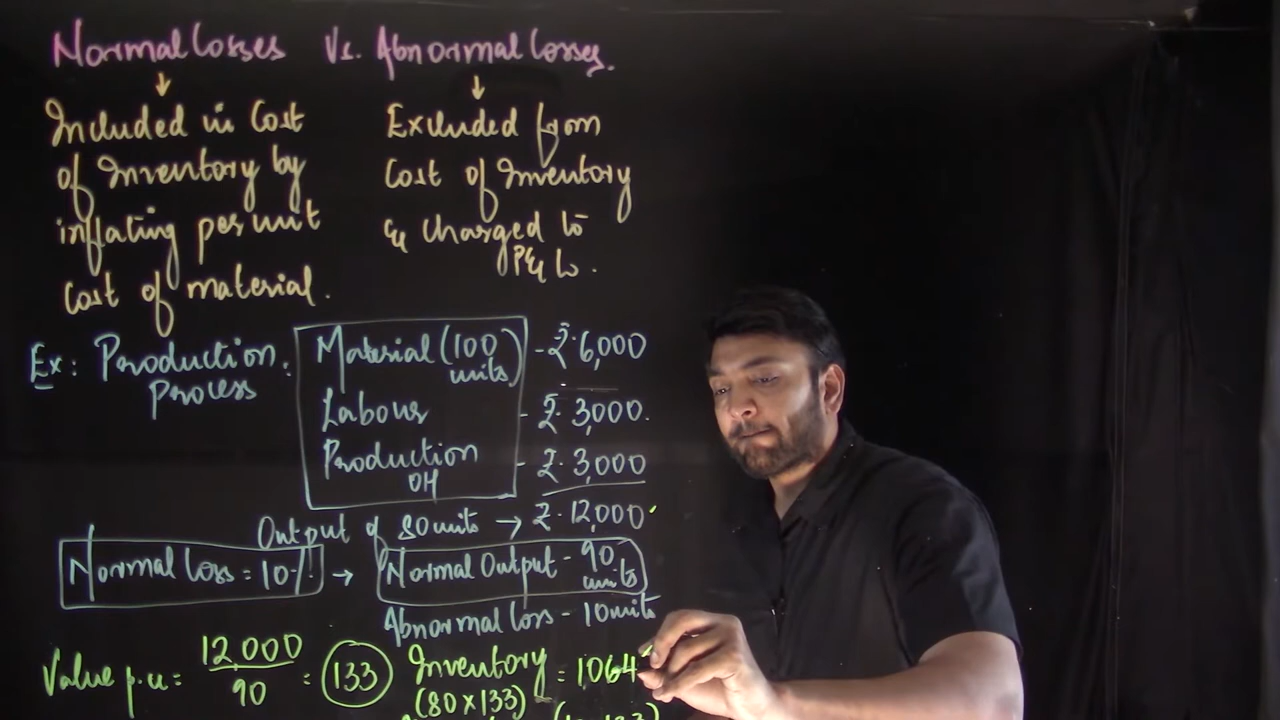 Normal Losses Vs. Abnormal Losses.
Included in Cost
of Inventory by
inflating per unit
Cost of material.
Excluded from
Cost of Inventory
& charged to
P&L
Ex: Production
Process
Material (100
units) - ₹ 6,000
Labour - ₹ 3,000.
Production
OH - ₹ 3,000
Output of 80 units → ₹ 12,000
Normal Loss = 10% → Normal Output - 90
units
Abnormal Loss - 10 units
Value p.u = 12,000 / 90 = 133
Inventory = 1064
(80 x 133)